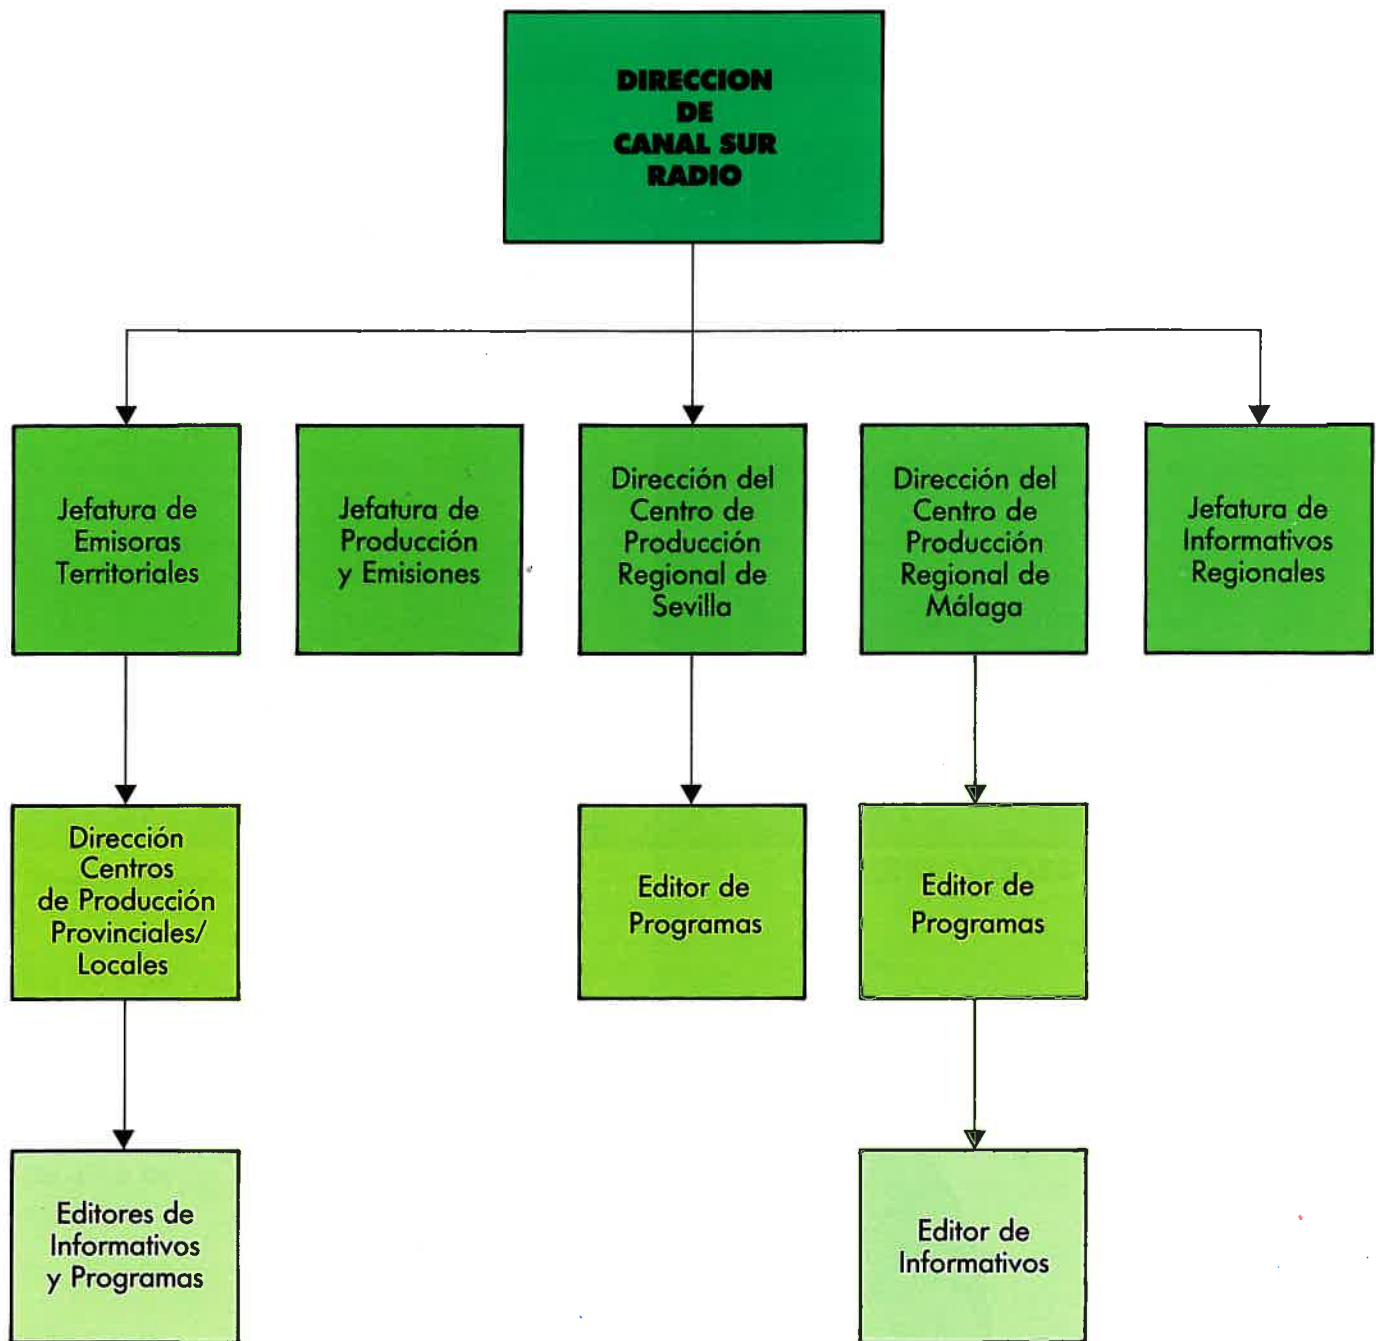 DIRECCION
DE
CANAL SUR
RADIO
Jefatura de
Emisoras
Territoriales
Jefatura de
Producción
y Emisiones
Dirección del
Centro de
Producción
Regional de
Sevilla
Dirección del
Centro de
Producción
Regional de
Málaga
Jefatura de
Informativos
Regionales
Dirección
Centros
de Producción
Provinciales/
Locales
Editor de
Programas
Editor de
Programas
Editores de
Informativos
y Programas
Editor de
Informativos